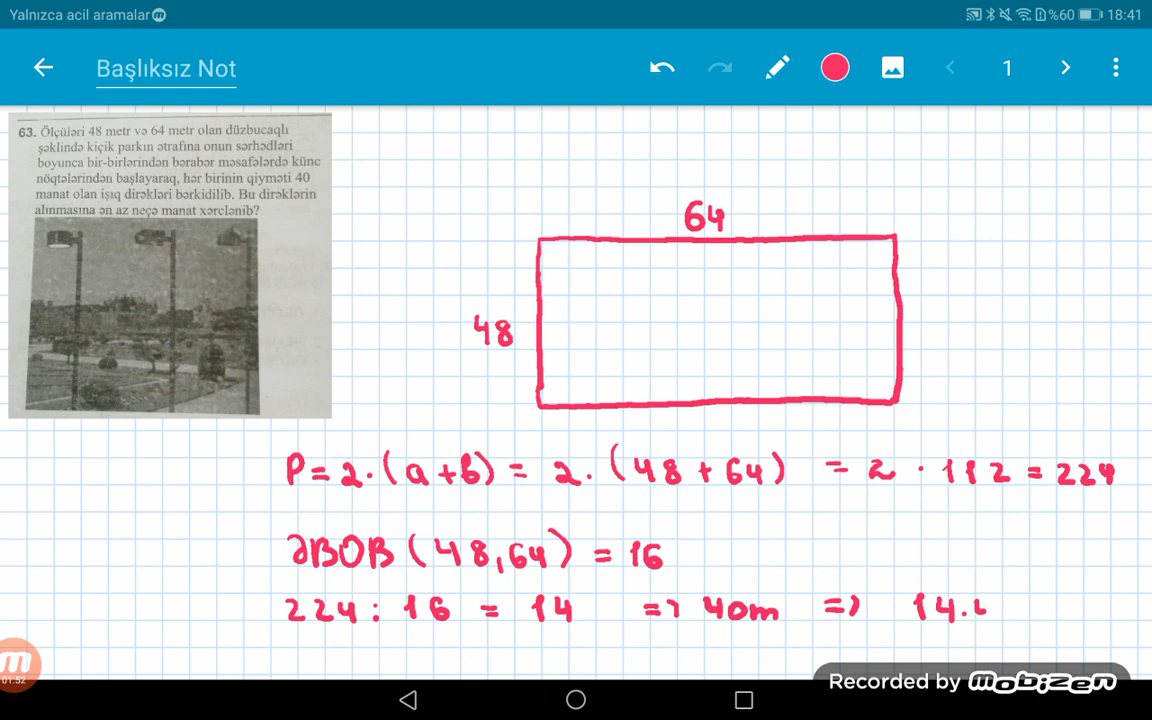 Yalnızca acil aramalar
%60 18:41
Başlıksız Not
1
63. Ölçüləri 48 metr və 64 metr olan düzbucaqlı
şəklində kiçik parkın ətrafına onun sərhədləri
boyunca bir-birlərindən bərabər məsafələrdə künc
nöqtələrindən başlayaraq, hər birinin qiyməti 40
manat olan işıq dirəkləri bərkidilib. Bu dirəklərin
alınmasına ən az neçə manat xərclənib?
64
48
P = 2·(a+b) = 2·(48+64) = 2·112 = 224
ƏBOB(48,64) = 16
224 : 16 = 14 => 40m => 14.4
01:52
Recorded by mobizen